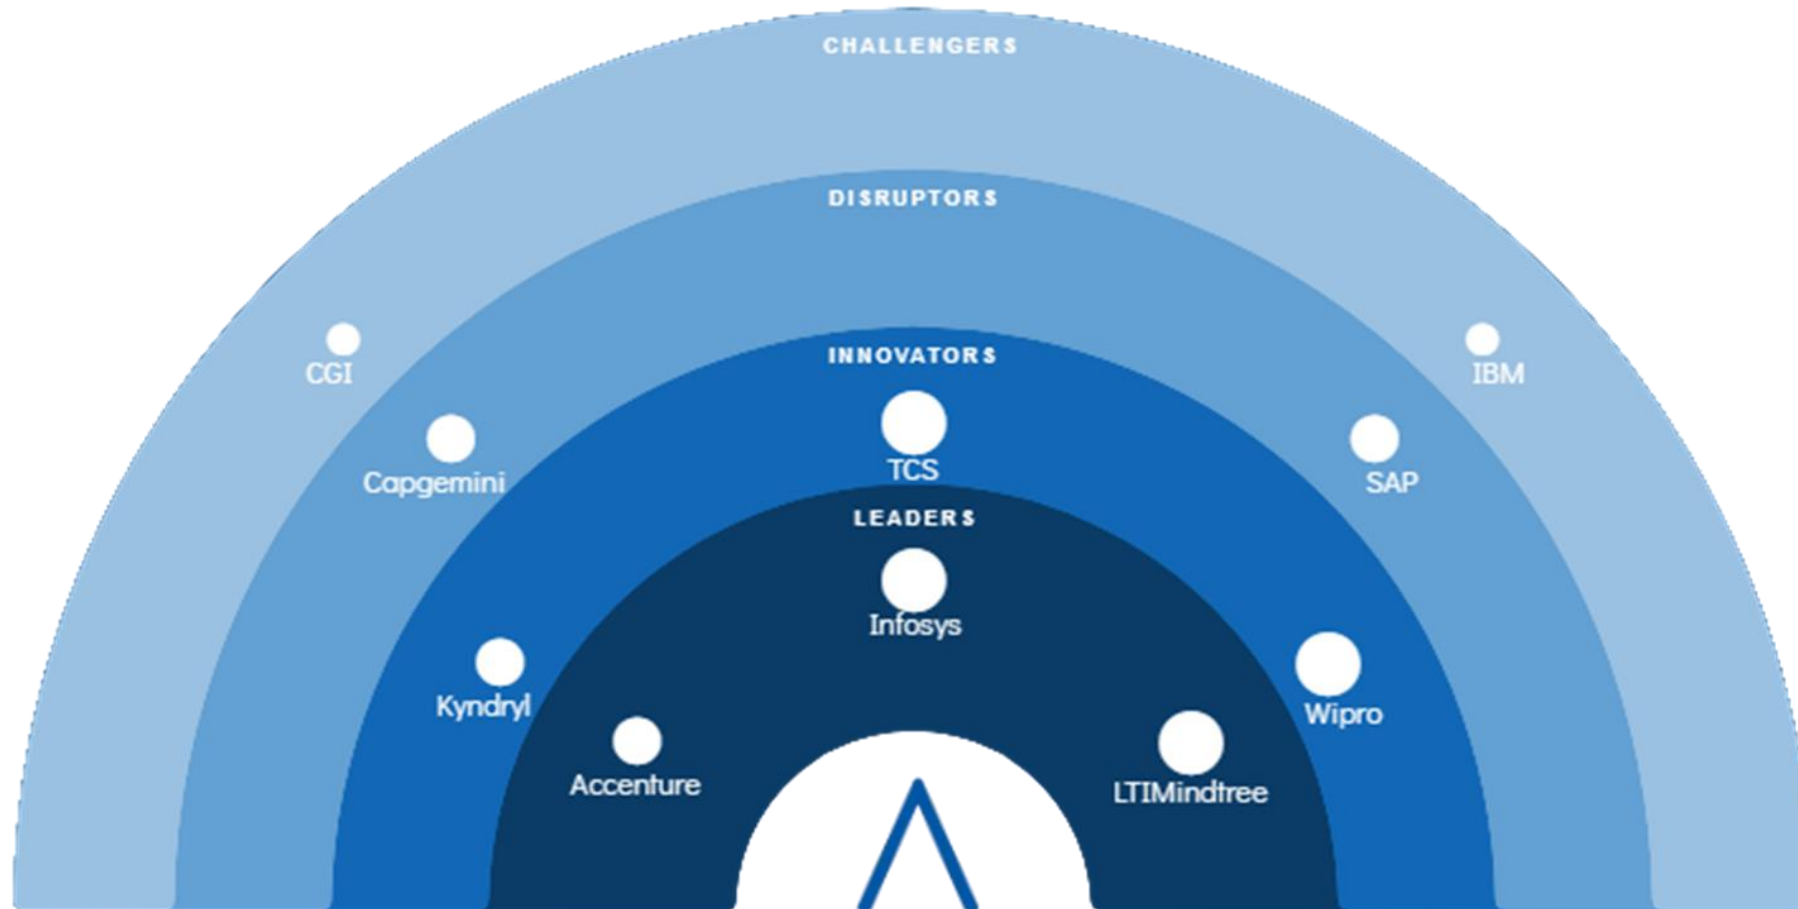 CHALLENGERS
DISRUPTORS
INNOVATORS
CGI
IBM
TCS
Capgemini
SAP
LEADERS
Infosys
Kyndryl
Wipro
Accenture
LTIMindtree